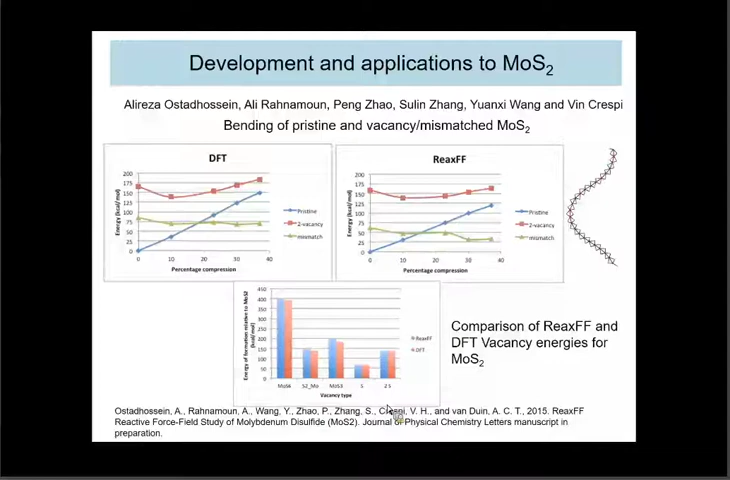 Development and applications to MoS2
Alireza Ostadhossein, Ali Rahnamoun, Peng Zhao, Sulin Zhang, Yuanxi Wang and Vin Crespi
Bending of pristine and vacancy/mismatched MoS2
DFT
Energy (kcal/mol)
200
175
150
125
100
75
50
25
0
0 10 20 30 40
Percentage compression
Pristine
2-vacancy
mismatch
ReaxFF
Energy (kcal/mol)
200
175
150
125
100
75
50
25
0
0 10 20 30 40
Percentage compression
Pristine
2-vacancy
mismatch
Energy of formation relative to MoS2
(kcal/mol)
450
400
350
300
250
200
150
100
50
0
MoS6 S2_Mo MoS3 S 2 S
Vacancy type
ReaxFF
DFT
Comparison of ReaxFF and
DFT Vacancy energies for
MoS2
Ostadhossein, A., Rahnamoun, A., Wang, Y., Zhao, P., Zhang, S., Crespi, V. H., and van Duin, A. C. T., 2015. ReaxFF
Reactive Force-Field Study of Molybdenum Disulfide (MoS2). Journal of Physical Chemistry Letters manuscript in
preparation.